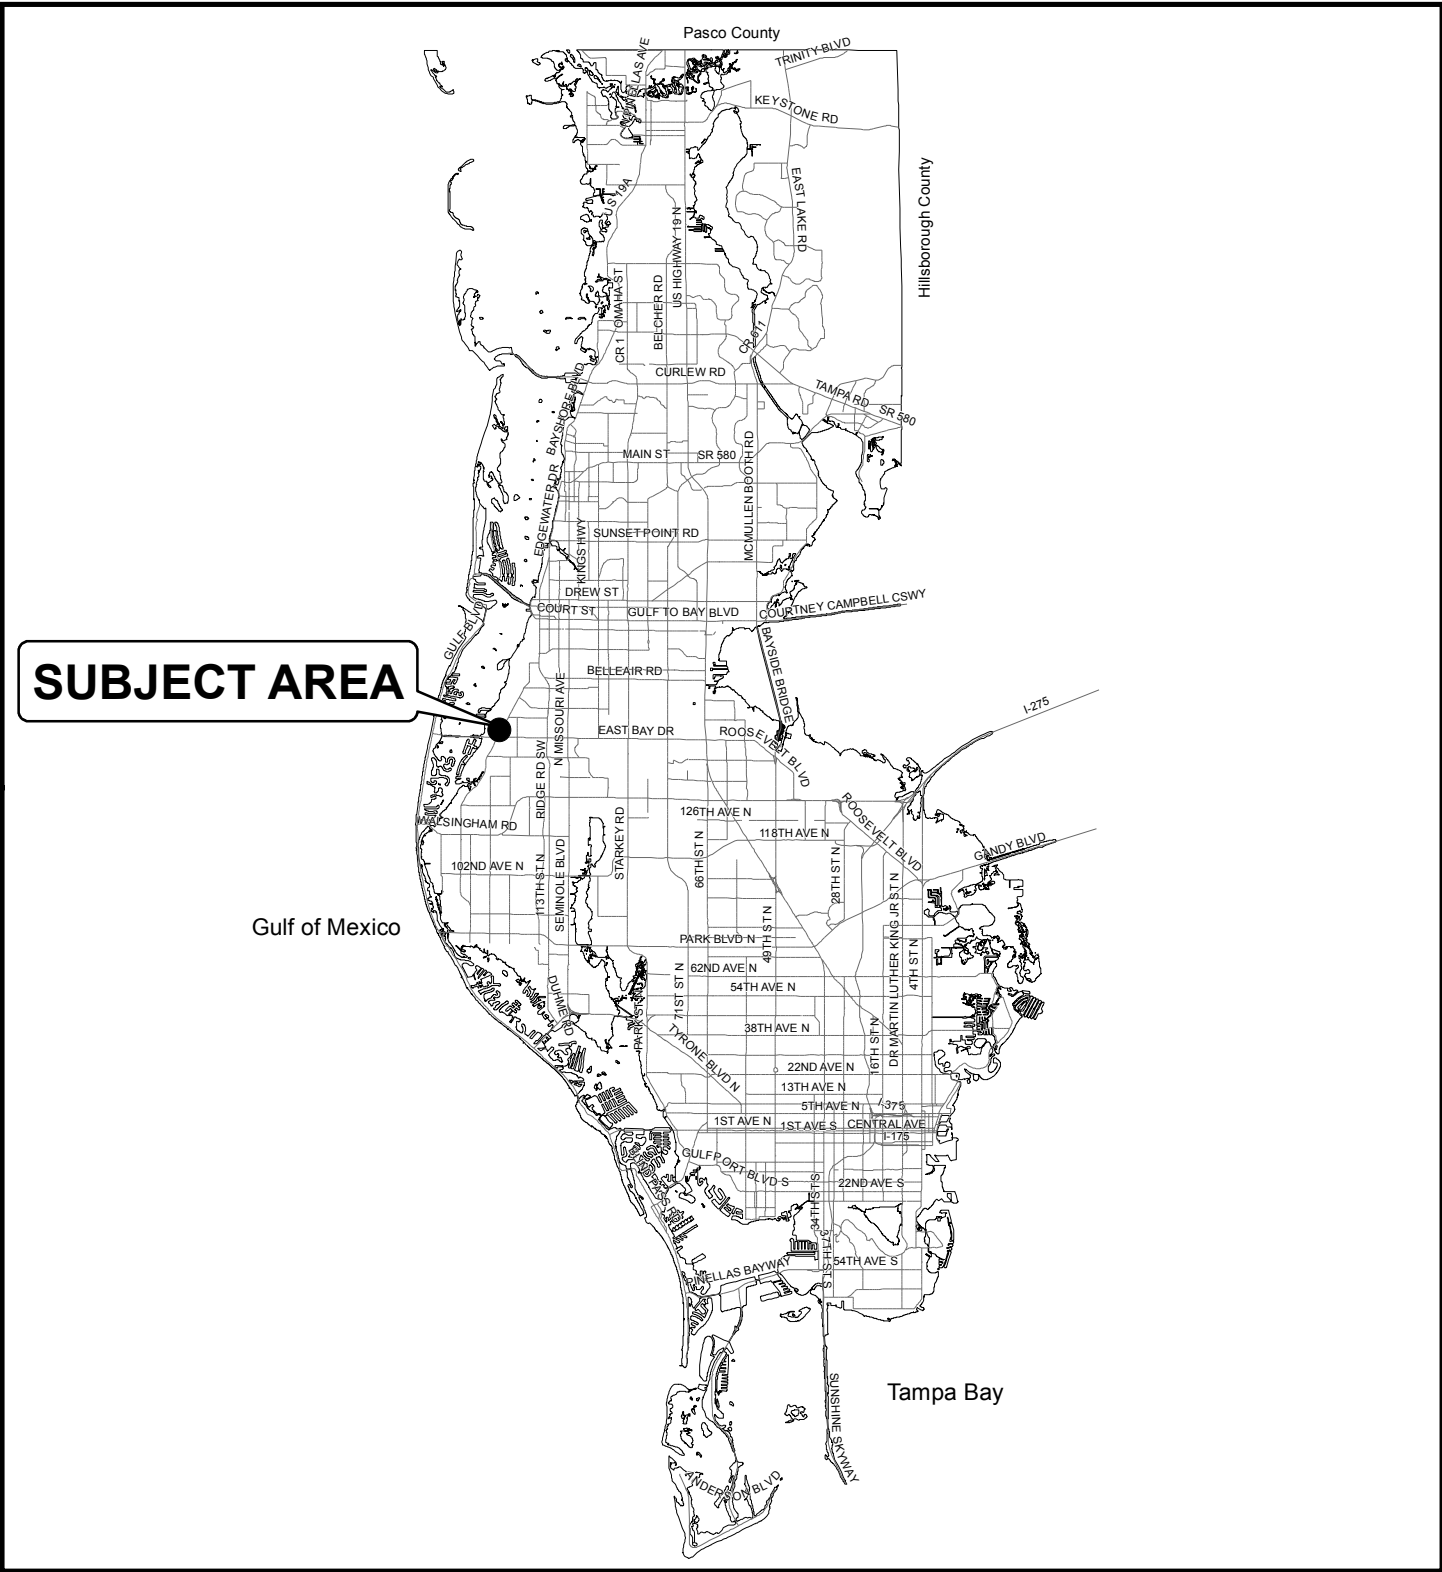 Pasco County
TRINITY BLVD
KEYSTONE RD
EAST LAKE RD
Hillsborough County
US 19A
US HIGHWAY 19 N
OMAHA ST
CR 1
BELCHER RD
CR 611
CURLEW RD
TAMPA RD
SR 580
BAYSHORE BLVD
MAIN ST
SR 580
MCMULLEN BOOTH RD
EDGEWATER DR
KINGS HWY
SUNSET POINT RD
DREW ST
COURT ST
GULF TO BAY BLVD
COURTNEY CAMPBELL CSWY
GULF BLVD
BAYSIDE BRIDGE
SUBJECT AREA
BELLEAIR RD
N MISSOURI AVE
EAST BAY DR
ROOSEVELT BLVD
I-275
RIDGE RD SW
WALSINGHAM RD
126TH AVE N
118TH AVE N
ROOSEVELT BLVD
GANDY BLVD
STARKEY RD
66TH ST N
28TH ST N
102ND AVE N
113TH ST N
SEMINOLE BLVD
Gulf of Mexico
49TH ST N
DR MARTIN LUTHER KING JR ST N
4TH ST N
PARK BLVD N
62ND AVE N
54TH AVE N
71ST ST N
DUHME RD
PARK ST N
38TH AVE N
16TH ST N
TYRONE BLVD N
22ND AVE N
13TH AVE N
5TH AVE N
I-375
1ST AVE N
1ST AVE S
CENTRAL AVE
I-175
GULFPORT BLVD S
22ND AVE S
34TH ST S
37TH ST S
54TH AVE S
PINELLAS BAYWAY
Tampa Bay
SUNSHINE SKYWAY
ANDERSON BLVD